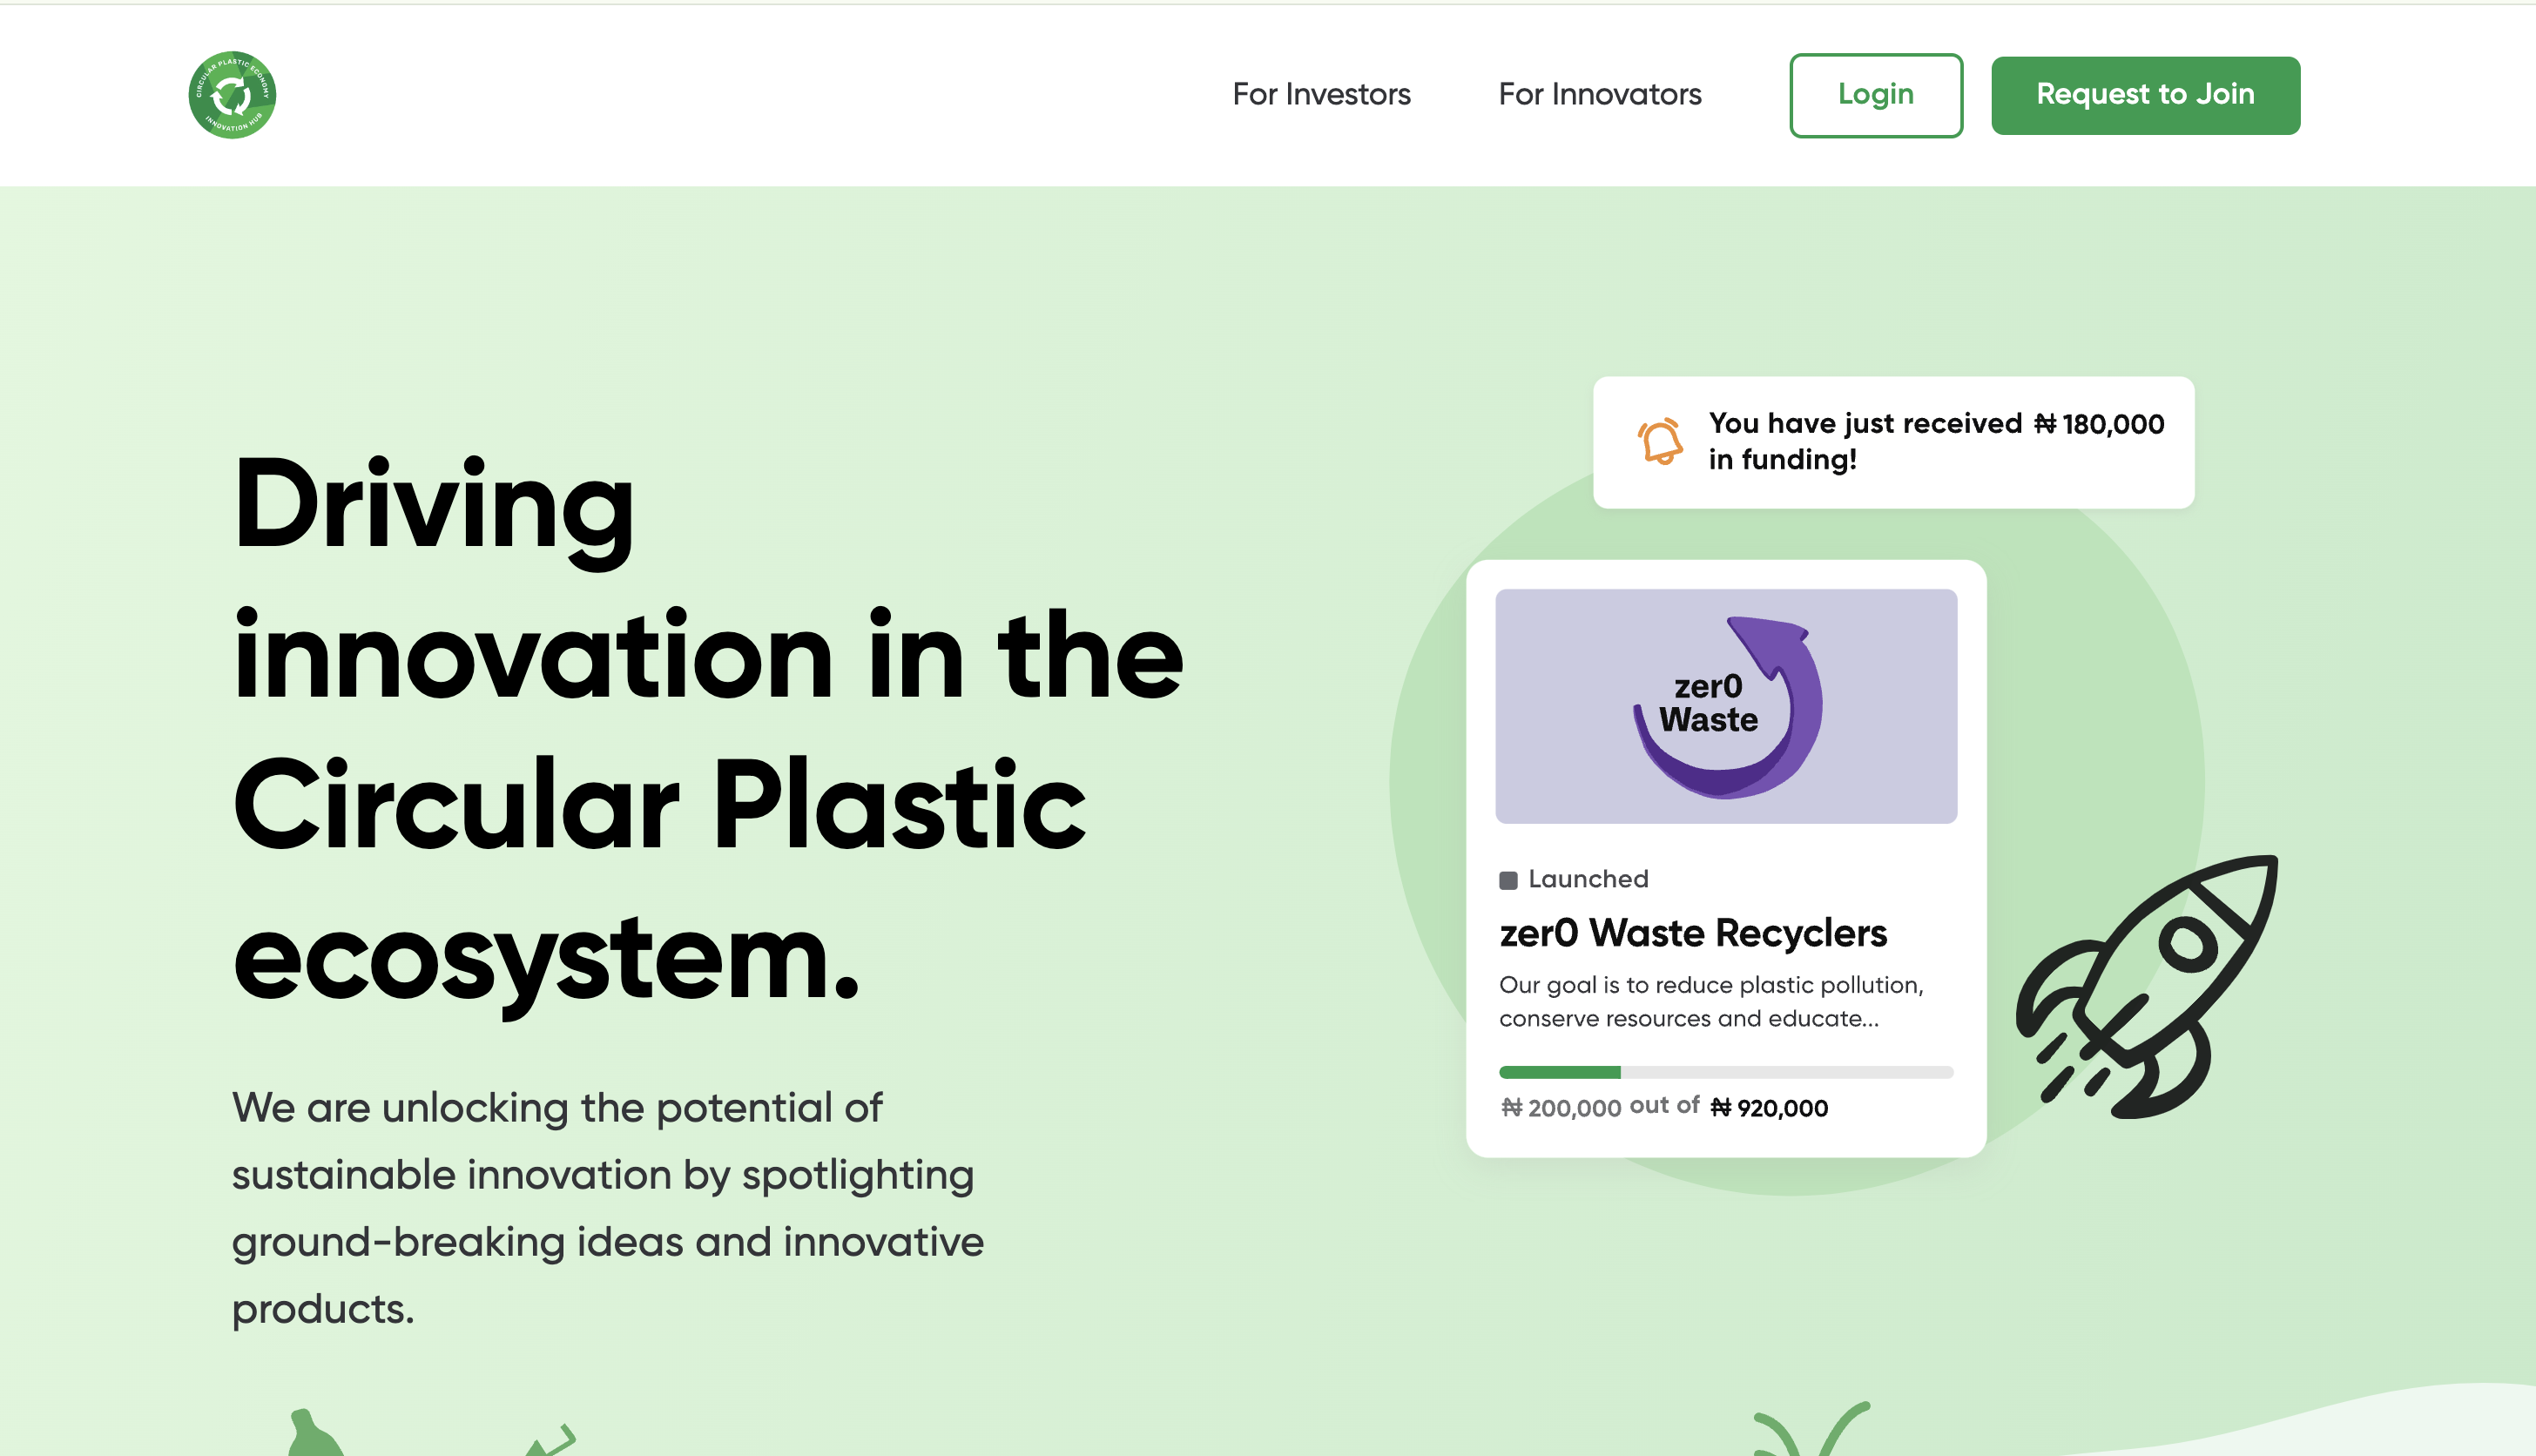 CIRCULAR PLASTIC ECONOMY
INNOVATION HUB
For Investors
For Innovators
Login
Request to Join
Driving
innovation in the
Circular Plastic
ecosystem.
We are unlocking the potential of
sustainable innovation by spotlighting
ground-breaking ideas and innovative
products.
You have just received ₦ 180,000
in funding!
zer0
Waste
Launched
zer0 Waste Recyclers
Our goal is to reduce plastic pollution,
conserve resources and educate...
₦ 200,000 out of ₦ 920,000